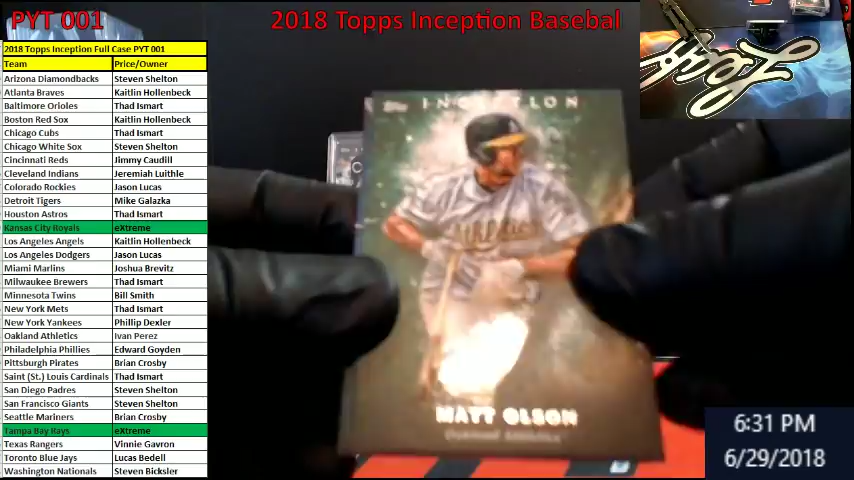 PYT 001
2018 Topps Inception Basebal
2018 Topps Inception Full Case PYT 001
Team Price/Owner
Arizona Diamondbacks Steven Shelton
Atlanta Braves Kaitlin Hollenbeck
Baltimore Orioles Thad Ismart
Boston Red Sox Kaitlin Hollenbeck
Chicago Cubs Thad Ismart
Chicago White Sox Steven Shelton
Cincinnati Reds Jimmy Caudill
Cleveland Indians Jeremiah Luithle
Colorado Rockies Jason Lucas
Detroit Tigers Mike Galazka
Houston Astros Thad Ismart
Kansas City Royals eXtreme
Los Angeles Angels Kaitlin Hollenbeck
Los Angeles Dodgers Jason Lucas
Miami Marlins Joshua Brevitz
Milwaukee Brewers Thad Ismart
Minnesota Twins Bill Smith
New York Mets Thad Ismart
New York Yankees Phillip Dexler
Oakland Athletics Ivan Perez
Philadelphia Phillies Edward Goyden
Pittsburgh Pirates Brian Crosby
Saint (St.) Louis Cardinals Thad Ismart
San Diego Padres Steven Shelton
San Francisco Giants Steven Shelton
Seattle Mariners Brian Crosby
Tampa Bay Rays eXtreme
Texas Rangers Vinnie Gavron
Toronto Blue Jays Lucas Bedell
Washington Nationals Steven Bicksler
INCEPTION
Athletics
MATT OLSON
6:31 PM
6/29/2018